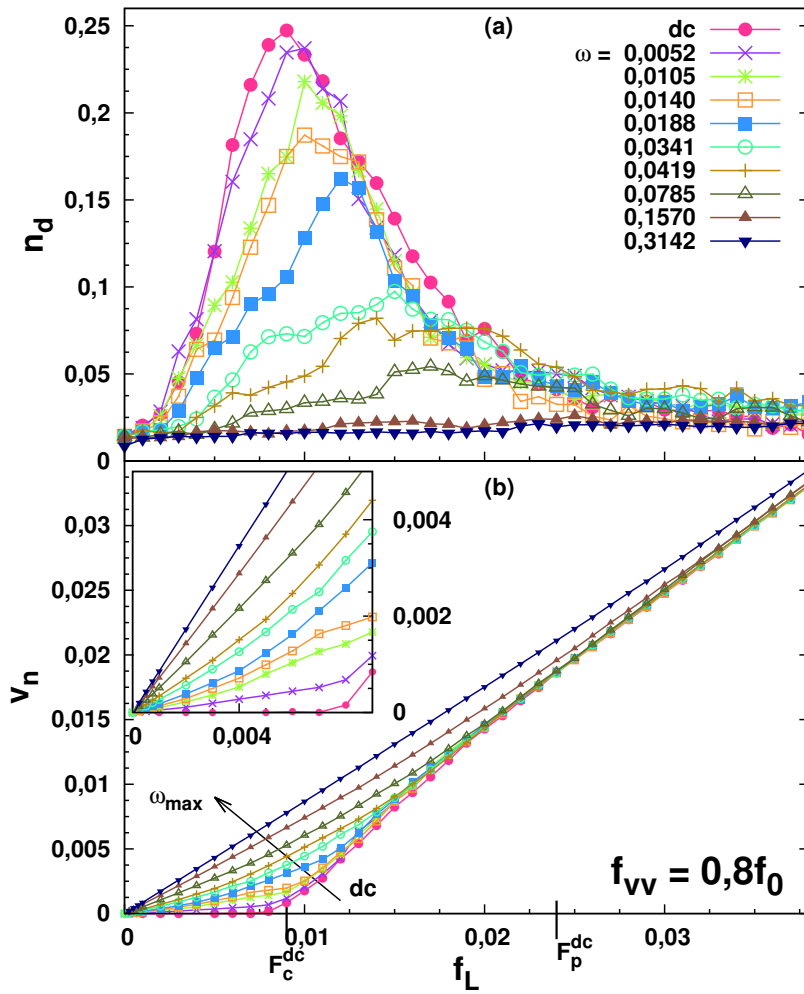 (a)
dc
ω = 0,0052
0,0105
0,0140
0,0188
0,0341
0,0419
0,0785
0,1570
0,3142
0,25
0,2
0,15
0,1
0,05
0
n_d
(b)
0,004
0,002
0
0
0,004
0,03
0,025
0,02
0,015
0,01
0,005
0
v_n
ω_max
dc
f_vv = 0,8f_0
0
0,01
0,02
0,03
F_c^dc
f_L
F_p^dc